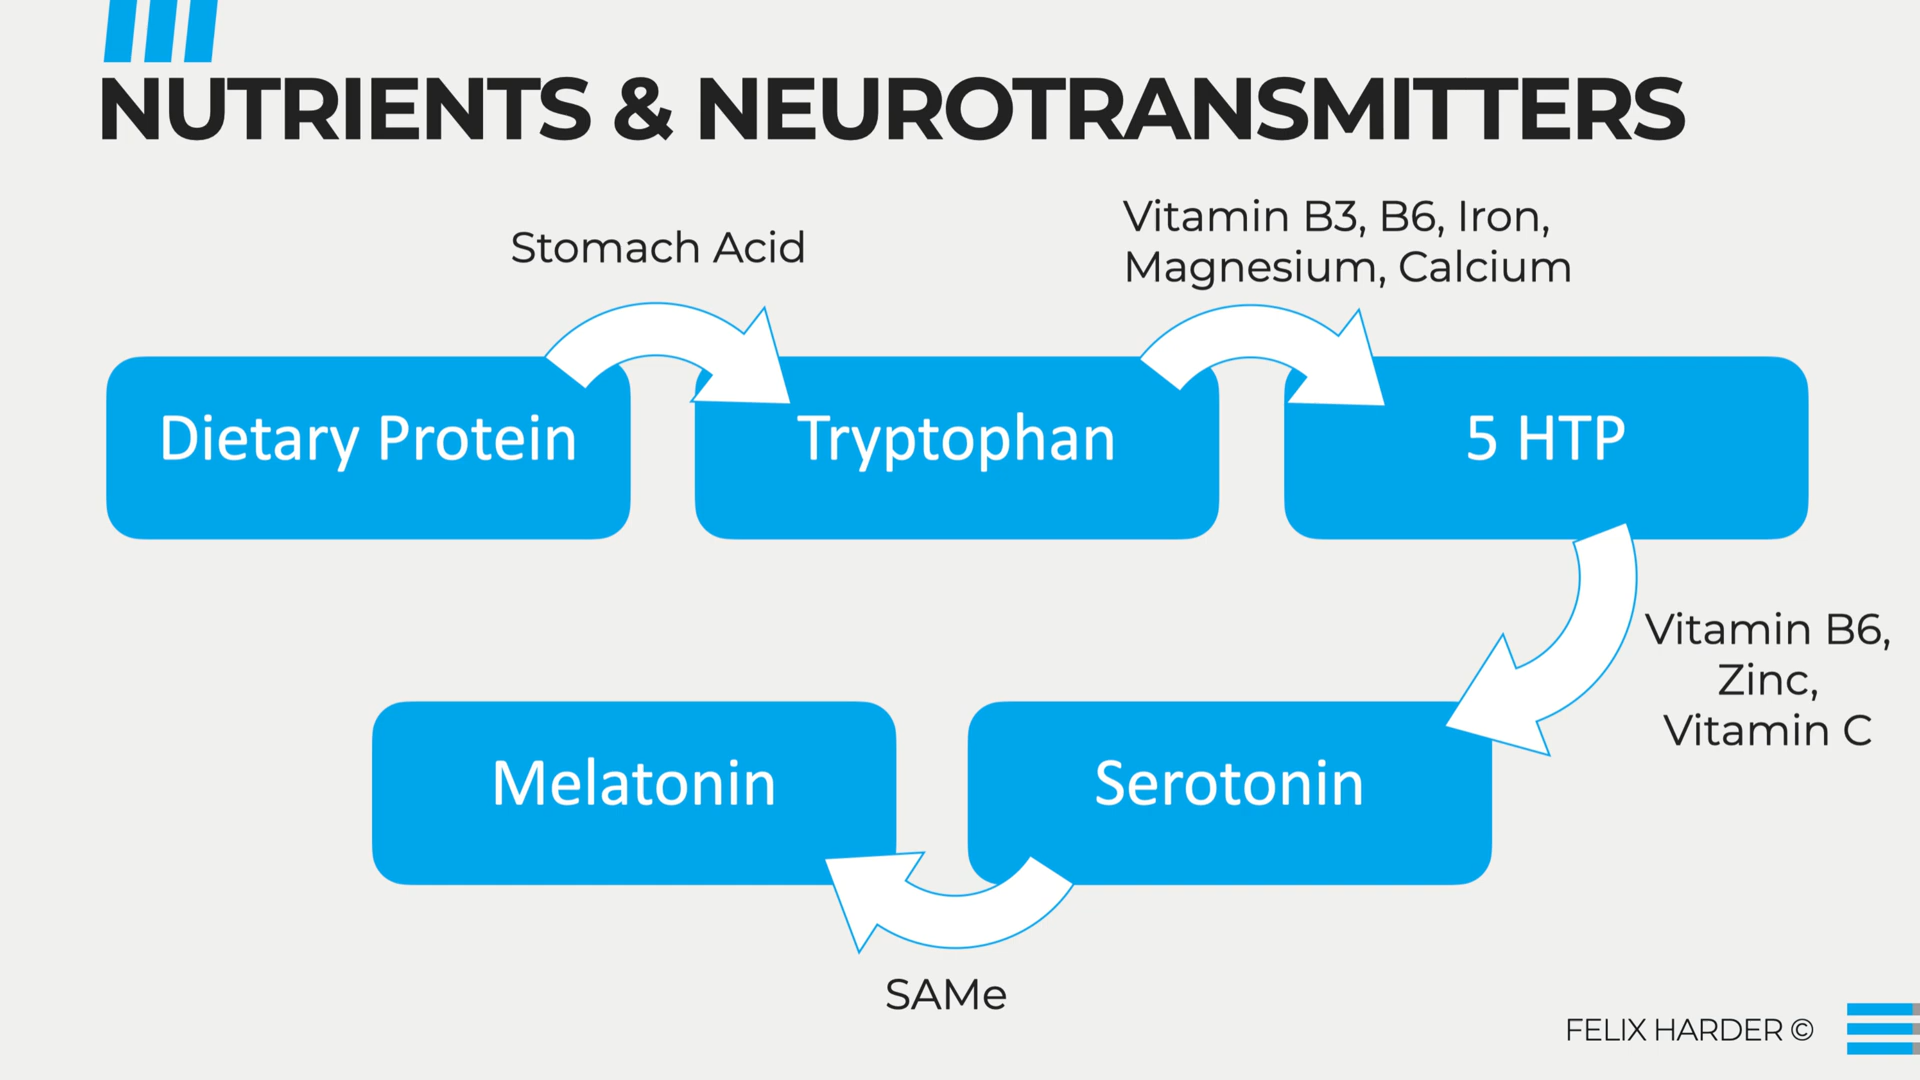 NUTRIENTS & NEUROTRANSMITTERS
Stomach Acid
Vitamin B3, B6, Iron,
Magnesium, Calcium
Dietary Protein
Tryptophan
5 HTP
Vitamin B6,
Zinc,
Vitamin C
Melatonin
Serotonin
SAMe
FELIX HARDER ©